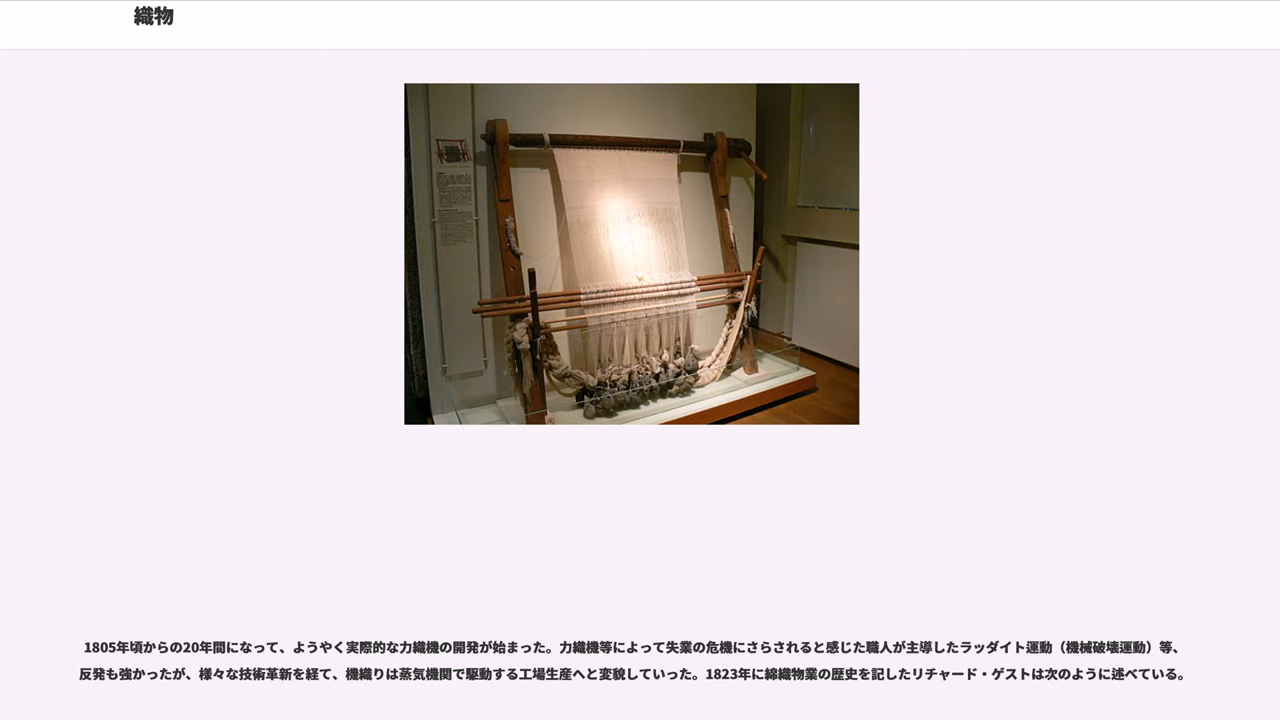 織物
1805年頃からの20年間になって、ようやく実際的な力織機の開発が始まった。力織機等によって失業の危機にさらされると感じた職人が主導したラッダイト運動（機械破壊運動）等、
反発も強かったが、様々な技術革新を経て、機織りは蒸気機関で駆動する工場生産へと変貌していった。1823年に綿織物業の歴史を記したリチャード・ゲストは次のように述べている。